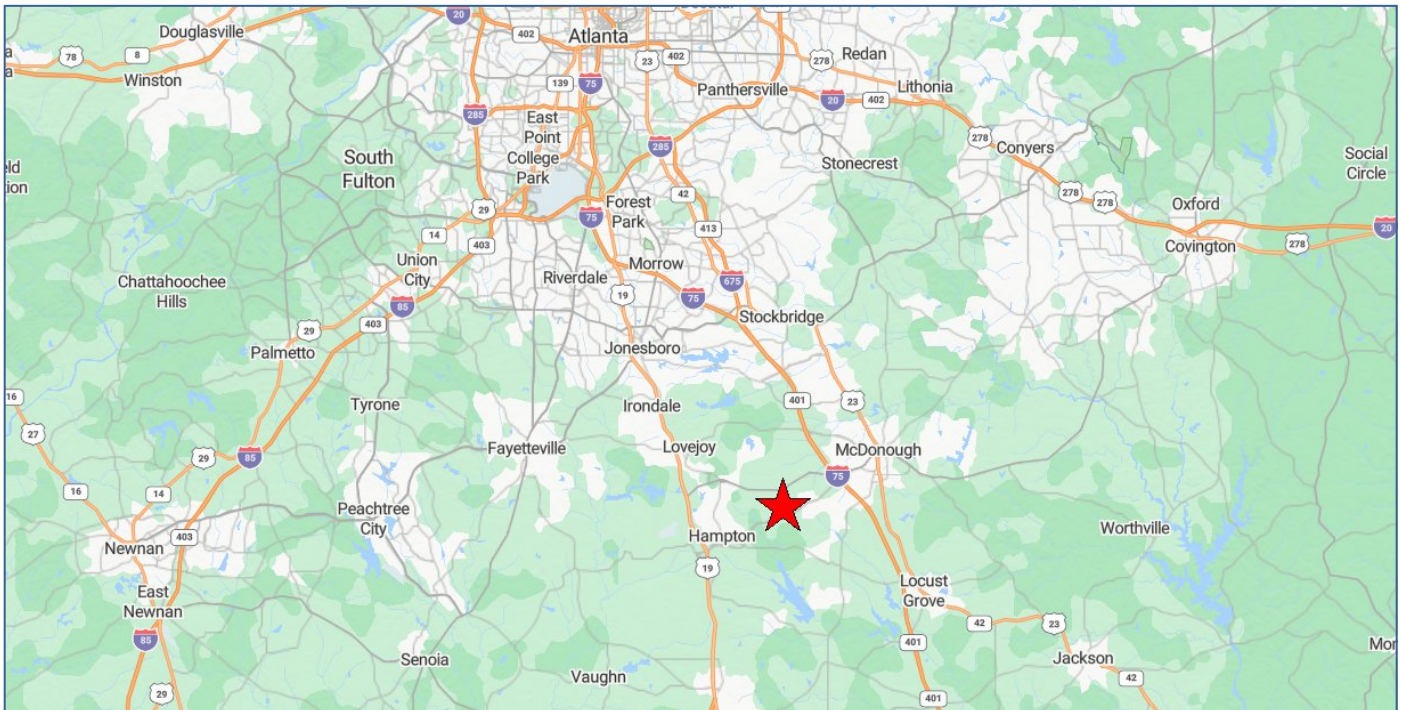 20
Douglasville
402
Atlanta
23
402
278
Redan
78
8
Winston
139
75
Panthersville
Lithonia
20
402
285
East
Point
278
Conyers
South
Fulton
College
Park
285
Stonecrest
Social
Circle
42
278
278
Oxford
29
Forest
Park
75
413
14
403
20
278
Covington
Union
City
Morrow
Riverdale
675
Chattahoochee
Hills
19
75
85
Stockbridge
29
403
Palmetto
Jonesboro
16
Tyrone
Irondale
401
23
27
Fayetteville
Lovejoy
McDonough
29
85
75
16
14
Peachtree
City
Worthville
Newnan
403
Hampton
19
East
Newnan
Locust
Grove
42
23
85
401
Senoia
Jackson
Vaughn
42
29
401